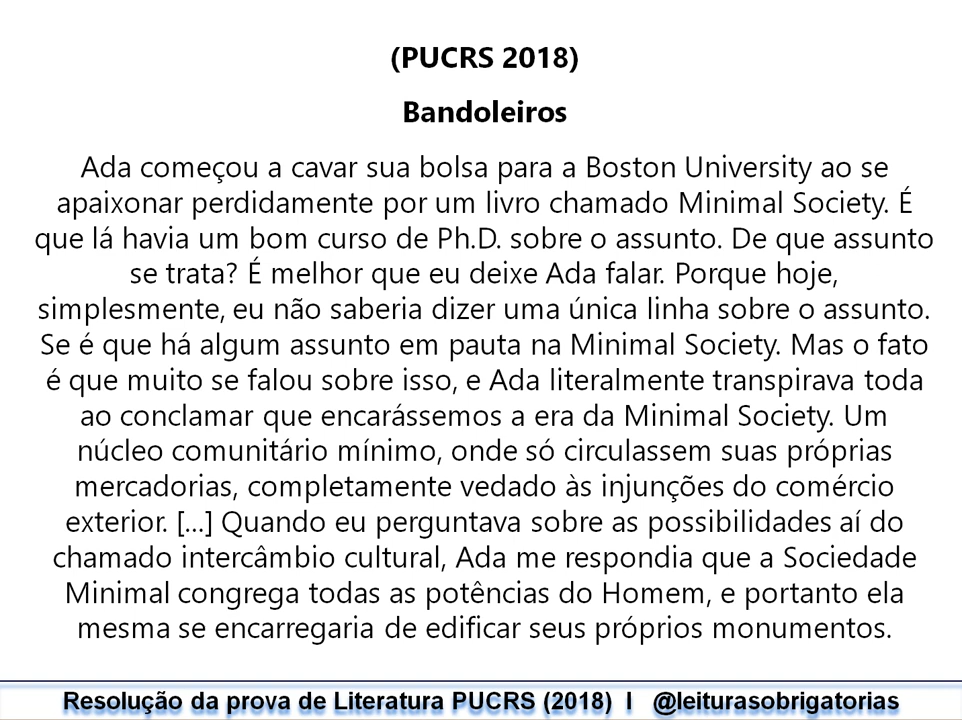 (PUCRS 2018)
Bandoleiros
Ada começou a cavar sua bolsa para a Boston University ao se
apaixonar perdidamente por um livro chamado Minimal Society. É
que lá havia um bom curso de Ph.D. sobre o assunto. De que assunto
se trata? É melhor que eu deixe Ada falar. Porque hoje,
simplesmente, eu não saberia dizer uma única linha sobre o assunto.
Se é que há algum assunto em pauta na Minimal Society. Mas o fato
é que muito se falou sobre isso, e Ada literalmente transpirava toda
ao conclamar que encarássemos a era da Minimal Society. Um
núcleo comunitário mínimo, onde só circulassem suas próprias
mercadorias, completamente vedado às injunções do comércio
exterior. [...] Quando eu perguntava sobre as possibilidades aí do
chamado intercâmbio cultural, Ada me respondia que a Sociedade
Minimal congrega todas as potências do Homem, e portanto ela
mesma se encarregaria de edificar seus próprios monumentos.
Resolução da prova de Literatura PUCRS (2018) I @leiturasobrigatorias